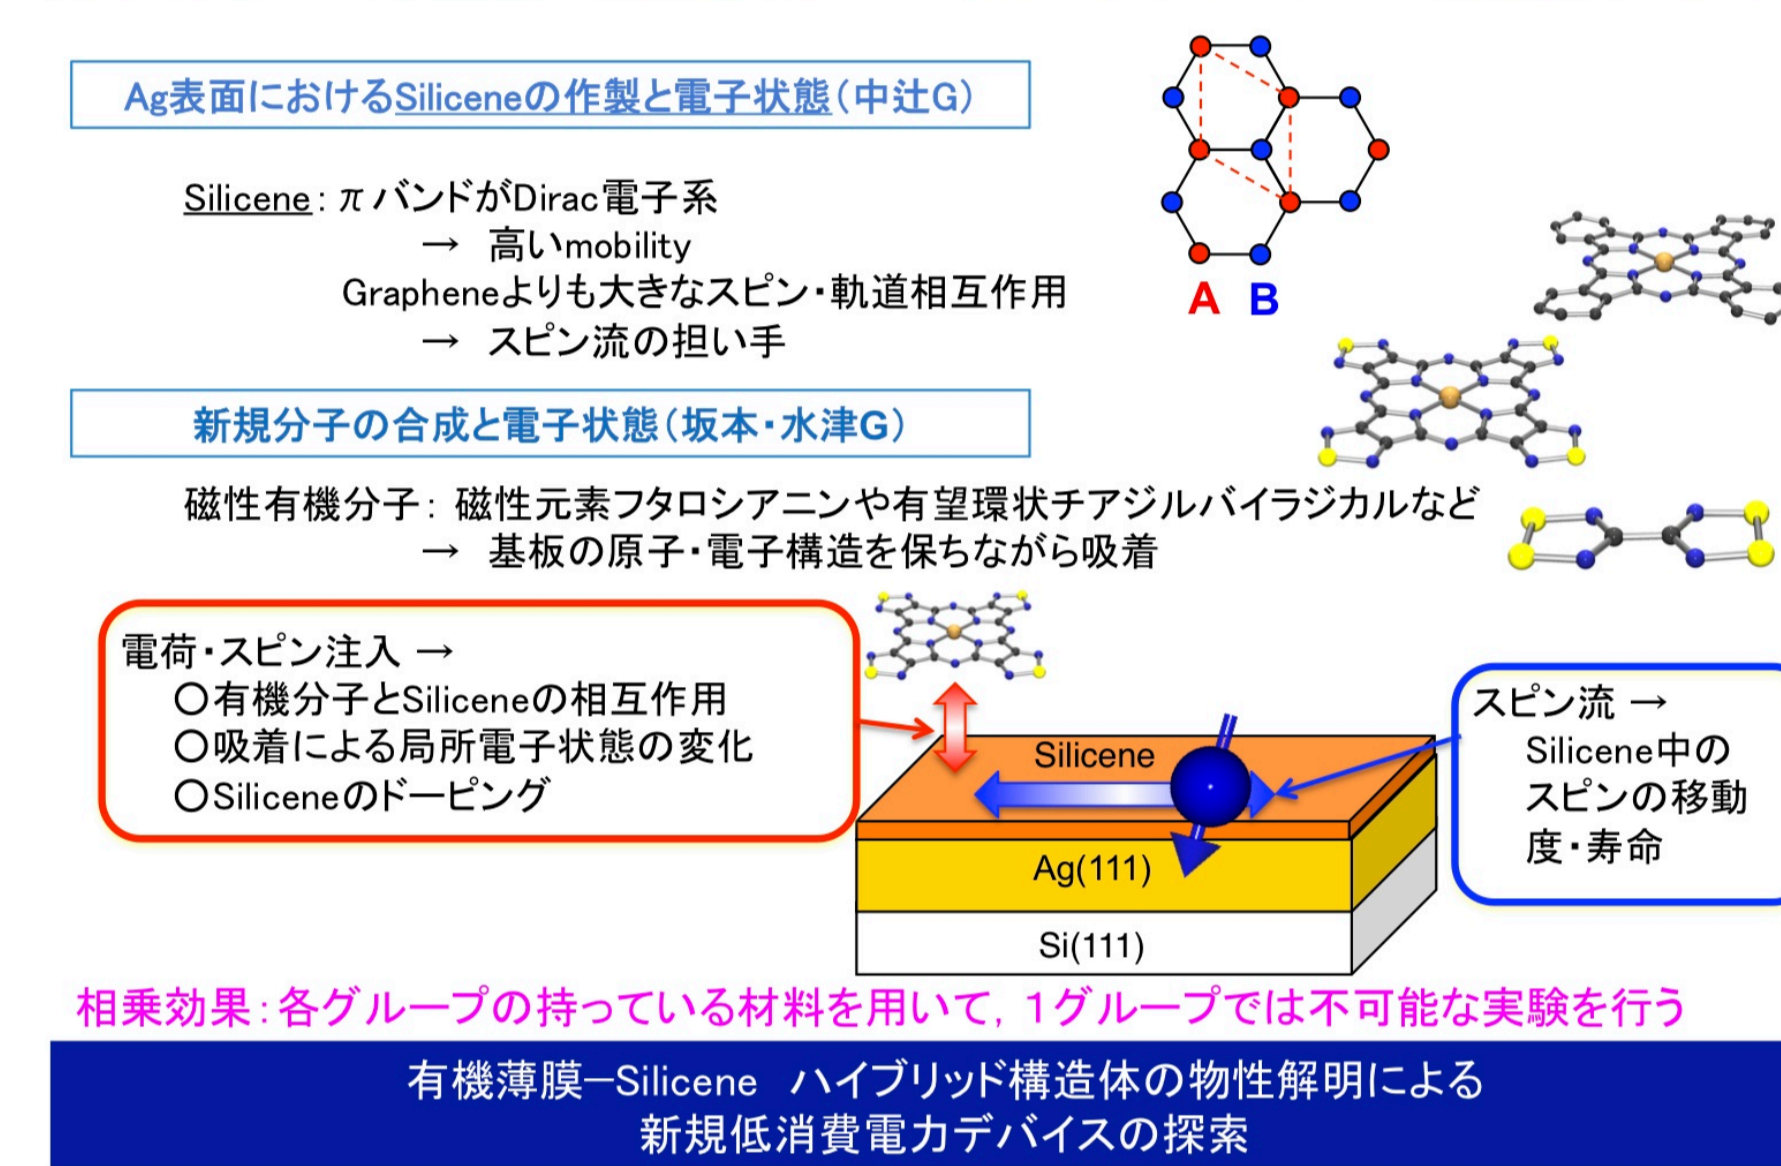 Ag表面におけるSiliceneの作製と電子状態（中辻G）
Silicene：πバンドがDirac電子系
→ 高いmobility
Grapheneよりも大きなスピン・軌道相互作用
→ スピン流の担い手
A B
新規分子の合成と電子状態（坂本・水津G）
磁性有機分子： 磁性元素フタロシアニンや有望環状チアジルバイラジカルなど
→ 基板の原子・電子構造を保ちながら吸着
電荷・スピン注入 →
〇有機分子とSiliceneの相互作用
〇吸着による局所電子状態の変化
〇Siliceneのドーピング
Silicene
Ag(111)
Si(111)
スピン流 →
Silicene中の
スピンの移動
度・寿命
相乗効果：各グループの持っている材料を用いて，１グループでは不可能な実験を行う
有機薄膜－Silicene　ハイブリッド構造体の物性解明による
新規低消費電力デバイスの探索